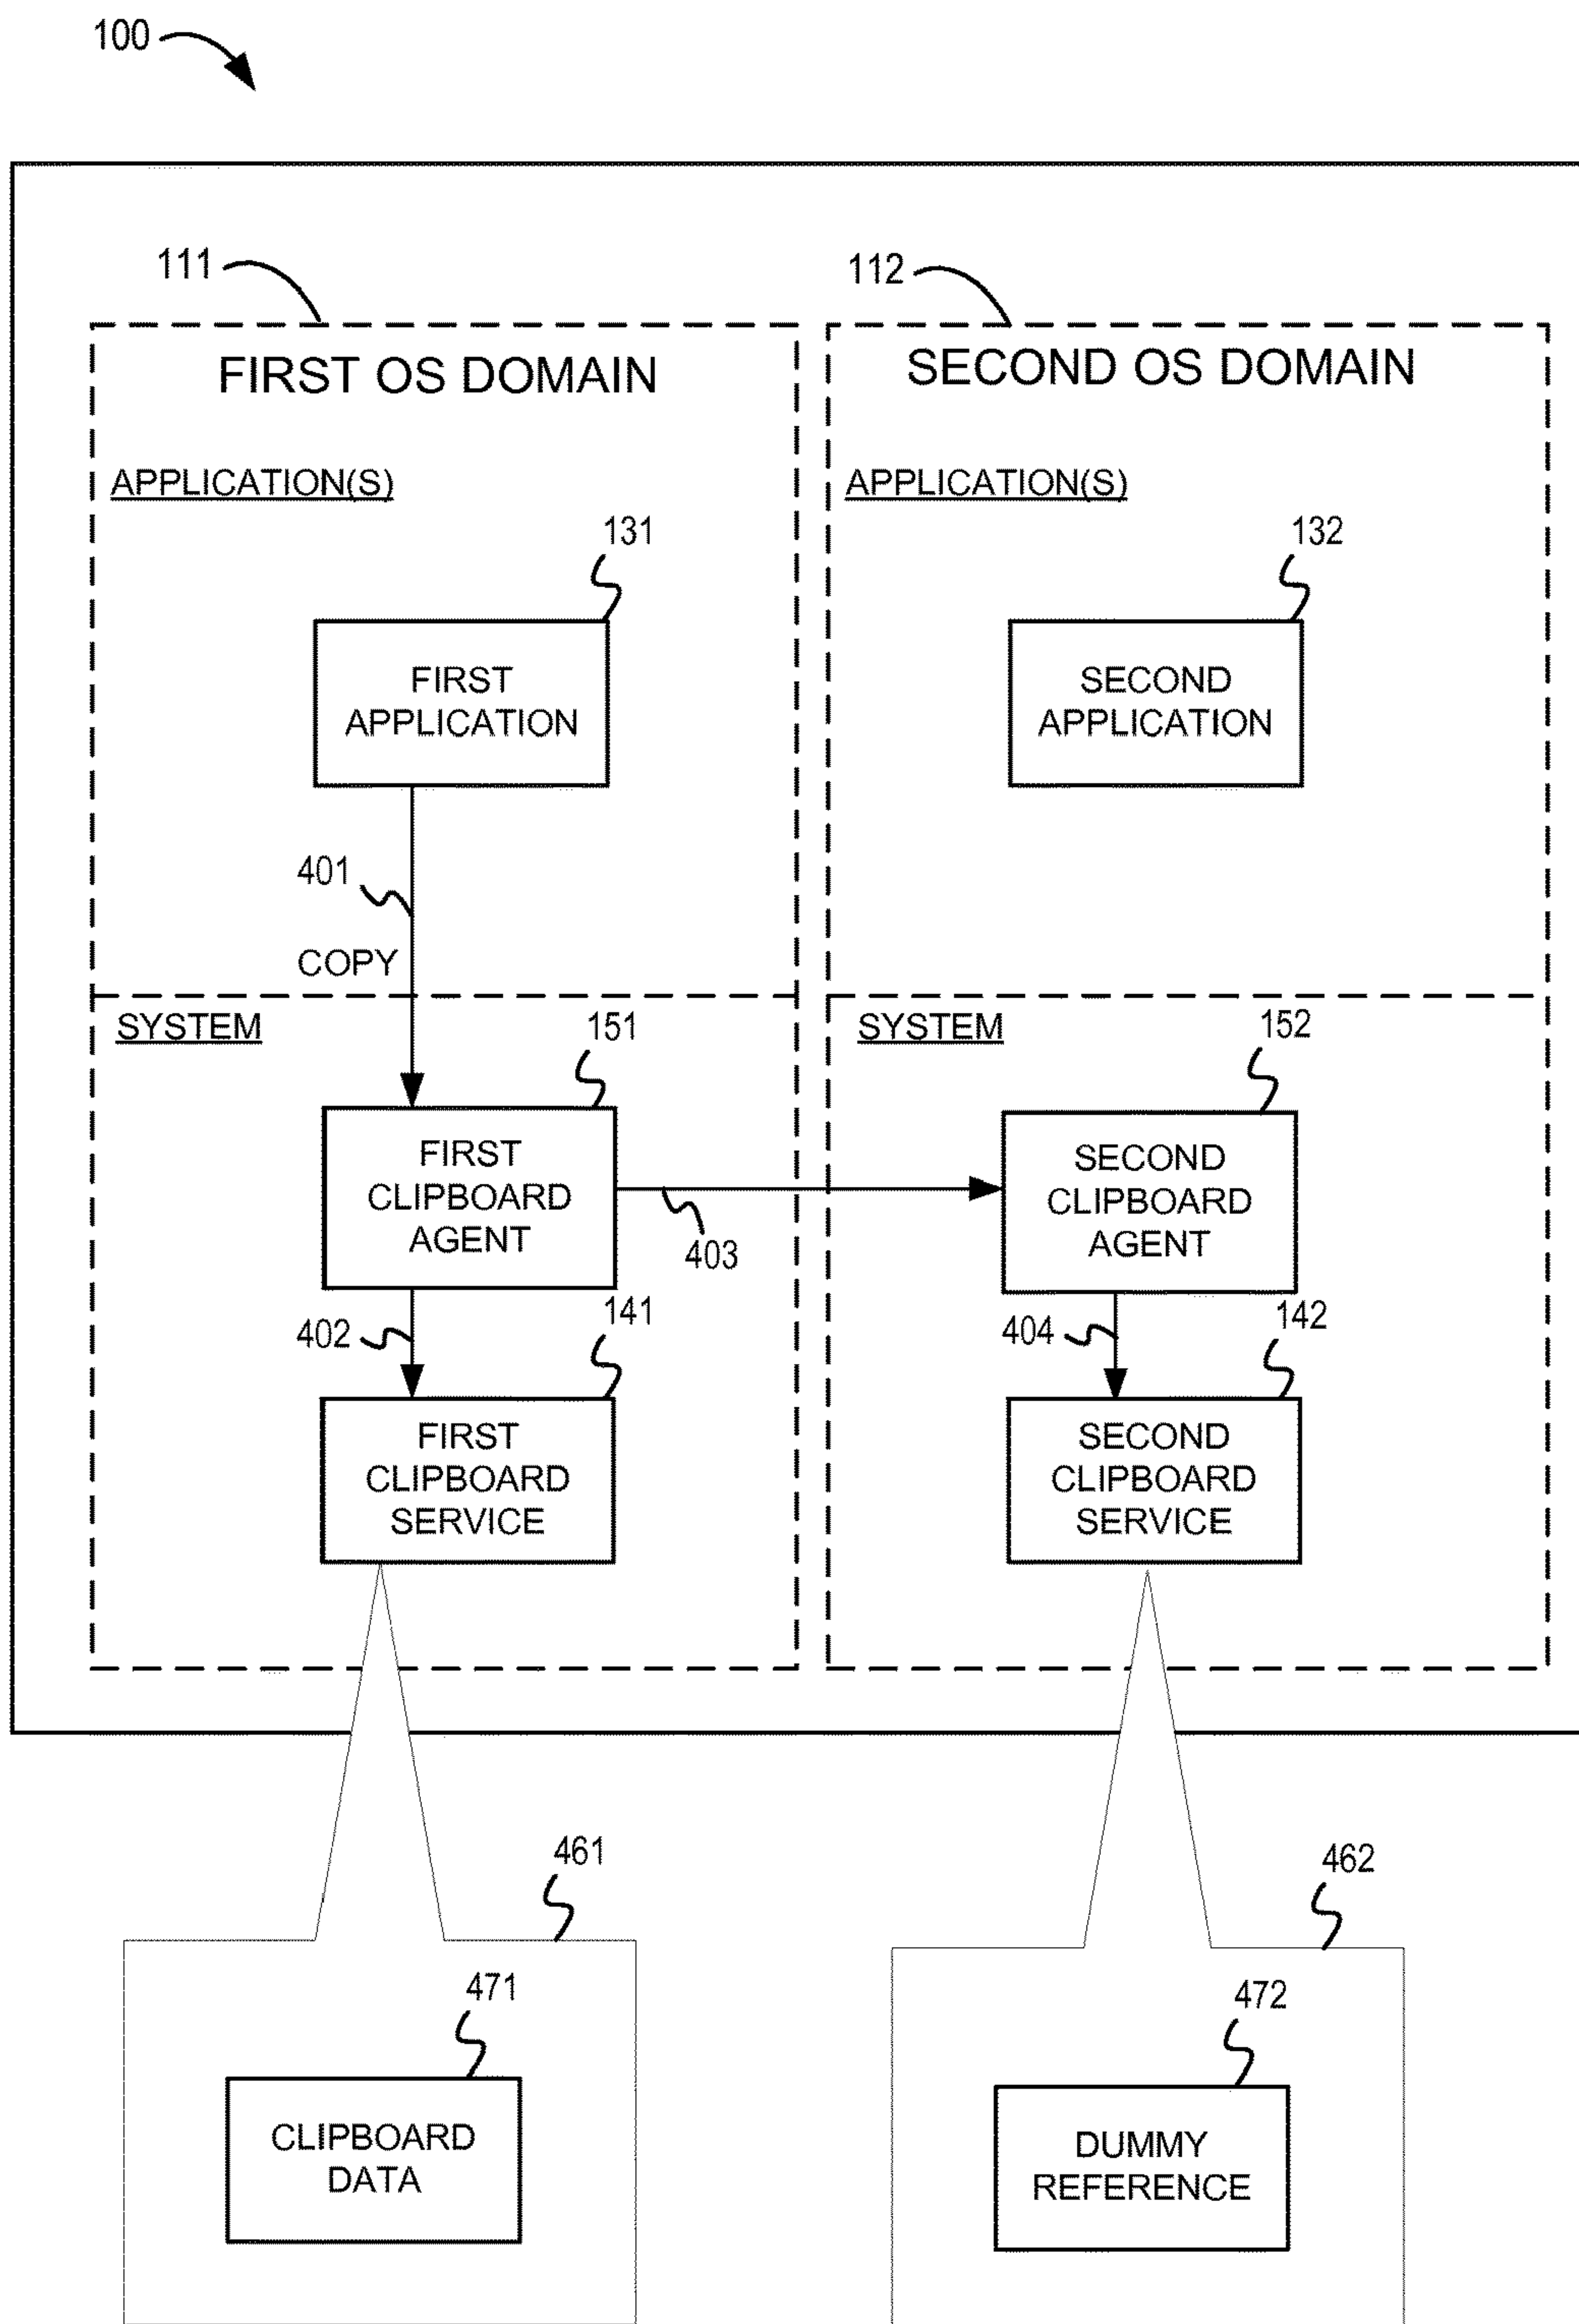 100
111
112
FIRST OS DOMAIN
SECOND OS DOMAIN
APPLICATION(S)
APPLICATION(S)
131
132
FIRST
APPLICATION
SECOND
APPLICATION
401
COPY
SYSTEM
SYSTEM
151
152
FIRST
CLIPBOARD
AGENT
SECOND
CLIPBOARD
AGENT
403
402
141
404
142
FIRST
CLIPBOARD
SERVICE
SECOND
CLIPBOARD
SERVICE
461
462
471
472
CLIPBOARD
DATA
DUMMY
REFERENCE